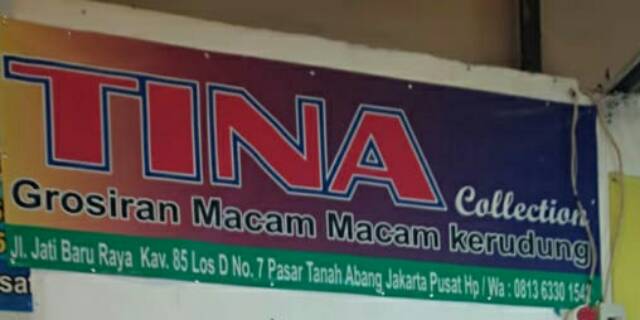 TINA
Collection
Grosiran Macam Macam kerudung
Jl. Jati Baru Raya Kav. 85 Los D No. 7 Pasar Tanah Abang Jakarta Pusat Hp / Wa : 0813 6330 1542